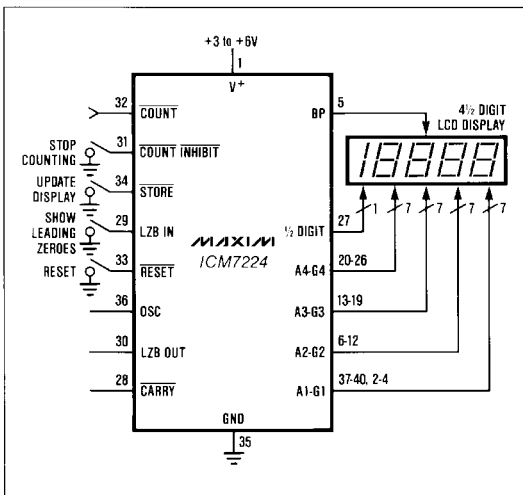 +3 to +6V
1
V+
32
COUNT
5
BP
4½ DIGIT
LCD DISPLAY
STOP
COUNTING
31
COUNT INHIBIT
18888
UPDATE
DISPLAY
34
STORE
1
7
7
7
7
SHOW
LEADING
ZEROES
29
LZB IN
MAXIM
ICM7224
½ DIGIT
27
RESET
33
RESET
A4-G4
20-26
36
OSC
A3-G3
13-19
30
LZB OUT
A2-G2
6-12
28
CARRY
A1-G1
37-40, 2-4
GND
35